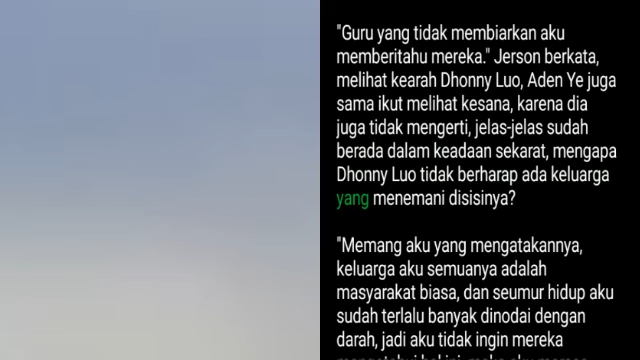 "Guru yang tidak membiarkan aku
memberitahu mereka." Jerson berkata,
melihat kearah Dhonny Luo, Aden Ye juga
sama ikut melihat kesana, karena dia
juga tidak mengerti, jelas-jelas sudah
berada dalam keadaan sekarat, mengapa
Dhonny Luo tidak berharap ada keluarga
yang menemani disisinya?
"Memang aku yang mengatakannya,
keluarga aku semuanya adalah
masyarakat biasa, dan seumur hidup aku
sudah terlalu banyak dinodai dengan
darah, jadi aku tidak ingin mereka